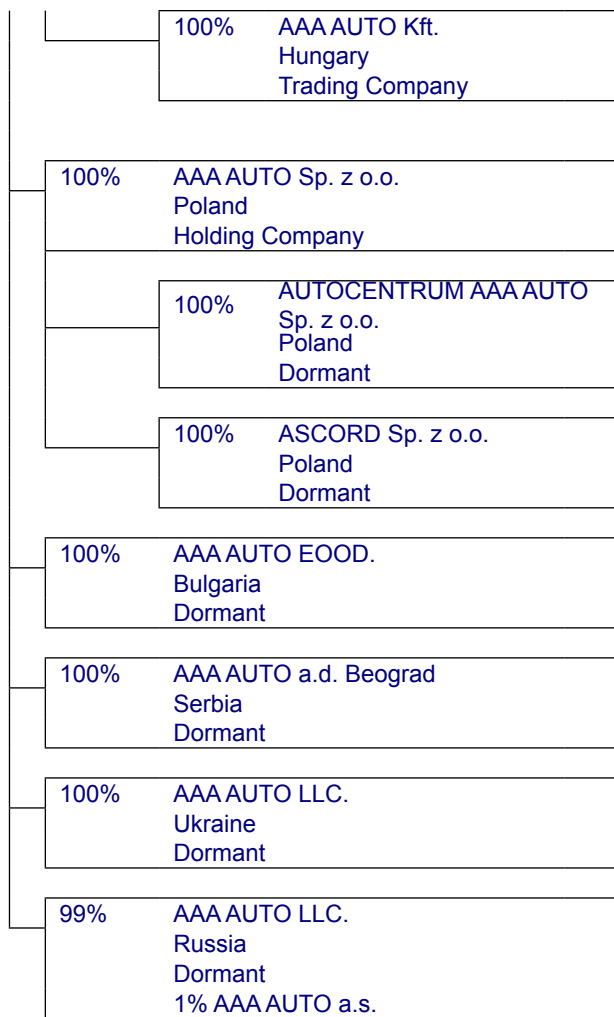 100% AAA AUTO Kft.
Hungary
Trading Company
100% AAA AUTO Sp. z o.o.
Poland
Holding Company
100% AUTOCENTRUM AAA AUTO
Sp. z o.o.
Poland
Dormant
100% ASCORD Sp. z o.o.
Poland
Dormant
100% AAA AUTO EOOD.
Bulgaria
Dormant
100% AAA AUTO a.d. Beograd
Serbia
Dormant
100% AAA AUTO LLC.
Ukraine
Dormant
99% AAA AUTO LLC.
Russia
Dormant
1% AAA AUTO a.s.